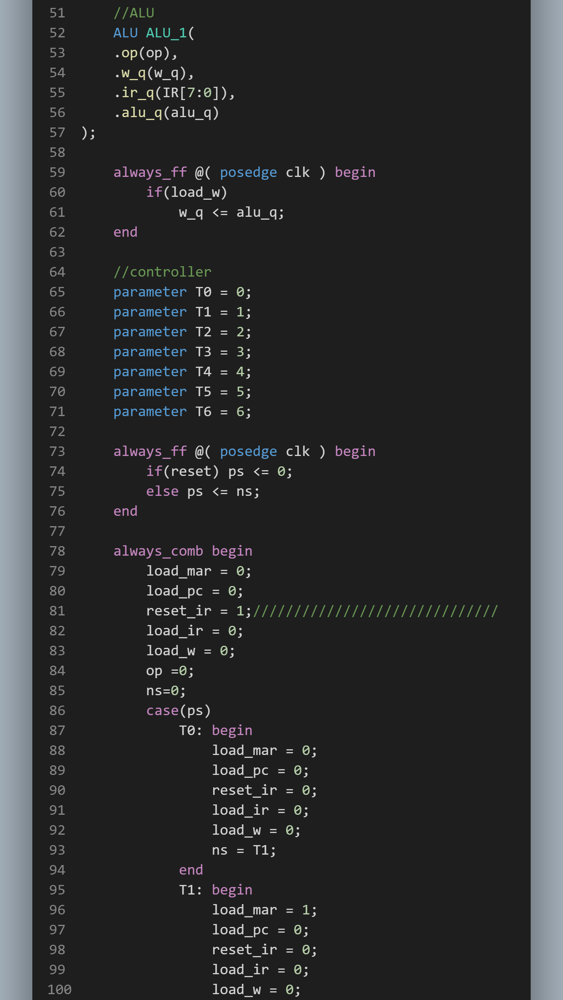 51     //ALU
52     ALU ALU_1(
53     .op(op),
54     .w_q(w_q),
55     .ir_q(IR[7:0]),
56     .alu_q(alu_q)
57 );
58
59     always_ff @( posedge clk ) begin
60         if(load_w)
61             w_q <= alu_q;
62     end
63
64     //controller
65     parameter T0 = 0;
66     parameter T1 = 1;
67     parameter T2 = 2;
68     parameter T3 = 3;
69     parameter T4 = 4;
70     parameter T5 = 5;
71     parameter T6 = 6;
72
73     always_ff @( posedge clk ) begin
74         if(reset) ps <= 0;
75         else ps <= ns;
76     end
77
78     always_comb begin
79         load_mar = 0;
80         load_pc = 0;
81         reset_ir = 1;//////////////////////////////
82         load_ir = 0;
83         load_w = 0;
84         op =0;
85         ns=0;
86         case(ps)
87             T0: begin
88                 load_mar = 0;
89                 load_pc = 0;
90                 reset_ir = 0;
91                 load_ir = 0;
92                 load_w = 0;
93                 ns = T1;
94             end
95             T1: begin
96                 load_mar = 1;
97                 load_pc = 0;
98                 reset_ir = 0;
99                 load_ir = 0;
100                 load_w = 0;